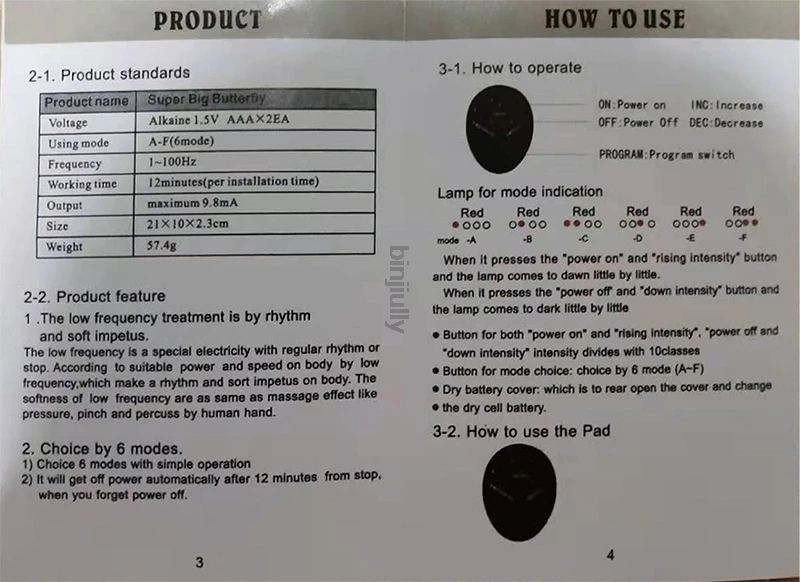 PRODUCT
2-1. Product standards
Product name Super Big Butterfly
Voltage Alkaine 1.5V AAA×2EA
Using mode A-F(6mode)
Frequency 1~100Hz
Working time 12minutes(per installation time)
Output maximum 9.8mA
Size 21×10×2.3cm
Weight 57.4g
2-2. Product feature
1 .The low frequency treatment is by rhythm
and soft impetus.
The low frequency is a special electricity with regular rhythm or
stop. According to suitable power and speed on body by low
frequency,which make a rhythm and sort impetus on body. The
softness of low frequency are as same as massage effect like
pressure, pinch and percuss by human hand.
2. Choice by 6 modes.
1) Choice 6 modes with simple operation
2) It will get off power automatically after 12 minutes from stop,
when you forget power off.
3
binjully
HOW TO USE
3-1. How to operate
ON:Power on INC:Increase
OFF:Power Off DEC:Decrease
PROGRAM:Program switch
Lamp for mode indication
Red Red Red Red Red Red
●○○○ ○●○○ ●●○○ ○○●○ ○○○● ○○●●
mode -A -B -C -D -E -F
When it presses the "power on" and "rising intensity" button
and the lamp comes to dawn little by little.
When it presses the "power off" and "down intensity" button and
the lamp comes to dark little by little
● Button for both "power on" and "rising intensity", "power off and
"down intensity" intensity divides with 10classes
● Button for mode choice: choice by 6 mode (A~F)
● Dry battery cover: which is to rear open the cover and change
● the dry cell battery.
3-2. How to use the Pad
4